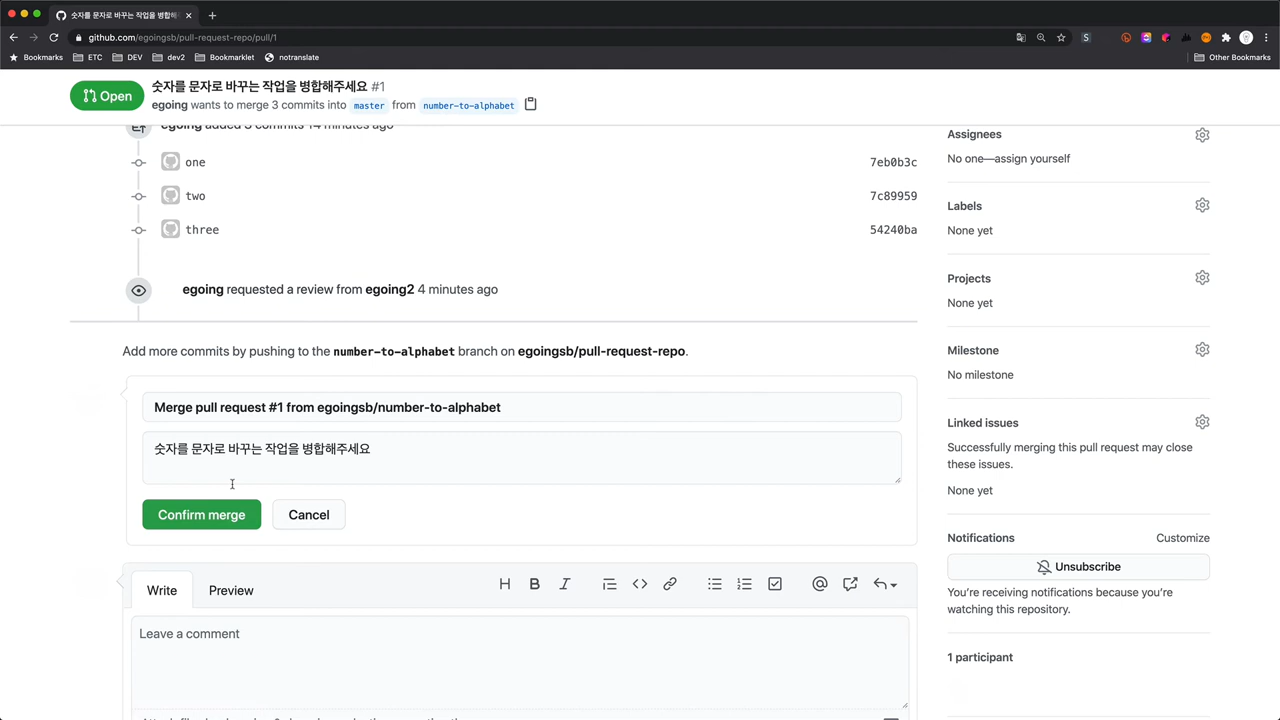 숫자를 문자로 바꾸는 작업을 병합해
github.com/egoingsb/pull-request-repo/pull/1
Bookmarks ETC DEV dev2 Bookmarklet notranslate Other Bookmarks
Open
숫자를 문자로 바꾸는 작업을 병합해주세요 #1
egoing wants to merge 3 commits into master from number-to-alphabet
egoing added 3 commits 14 minutes ago
one 7eb0b3c
two 7c89959
three 54240ba
egoing requested a review from egoing2 4 minutes ago
Add more commits by pushing to the number-to-alphabet branch on egoingsb/pull-request-repo.
Merge pull request #1 from egoingsb/number-to-alphabet
숫자를 문자로 바꾸는 작업을 병합해주세요
Confirm merge Cancel
Write Preview
Leave a comment
Assignees
No one—assign yourself
Labels
None yet
Projects
None yet
Milestone
No milestone
Linked issues
Successfully merging this pull request may close
these issues.
None yet
Notifications Customize
Unsubscribe
You're receiving notifications because you're
watching this repository.
1 participant